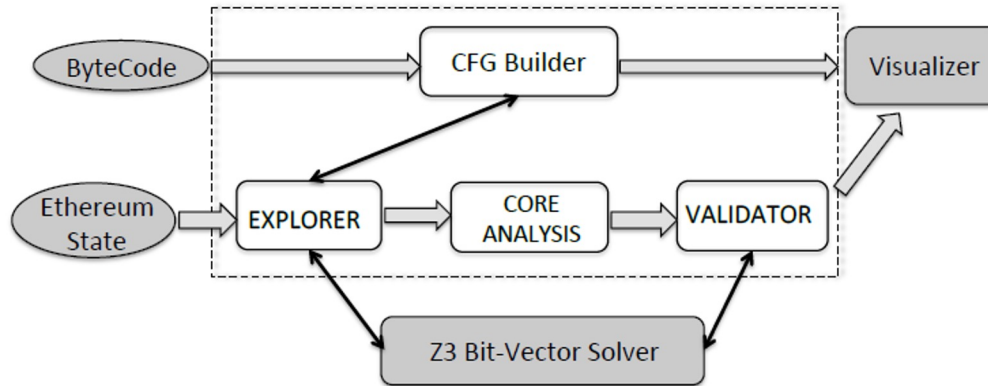 ByteCode
CFG Builder
Visualizer
Ethereum
State
EXPLORER
CORE
ANALYSIS
VALIDATOR
Z3 Bit-Vector Solver